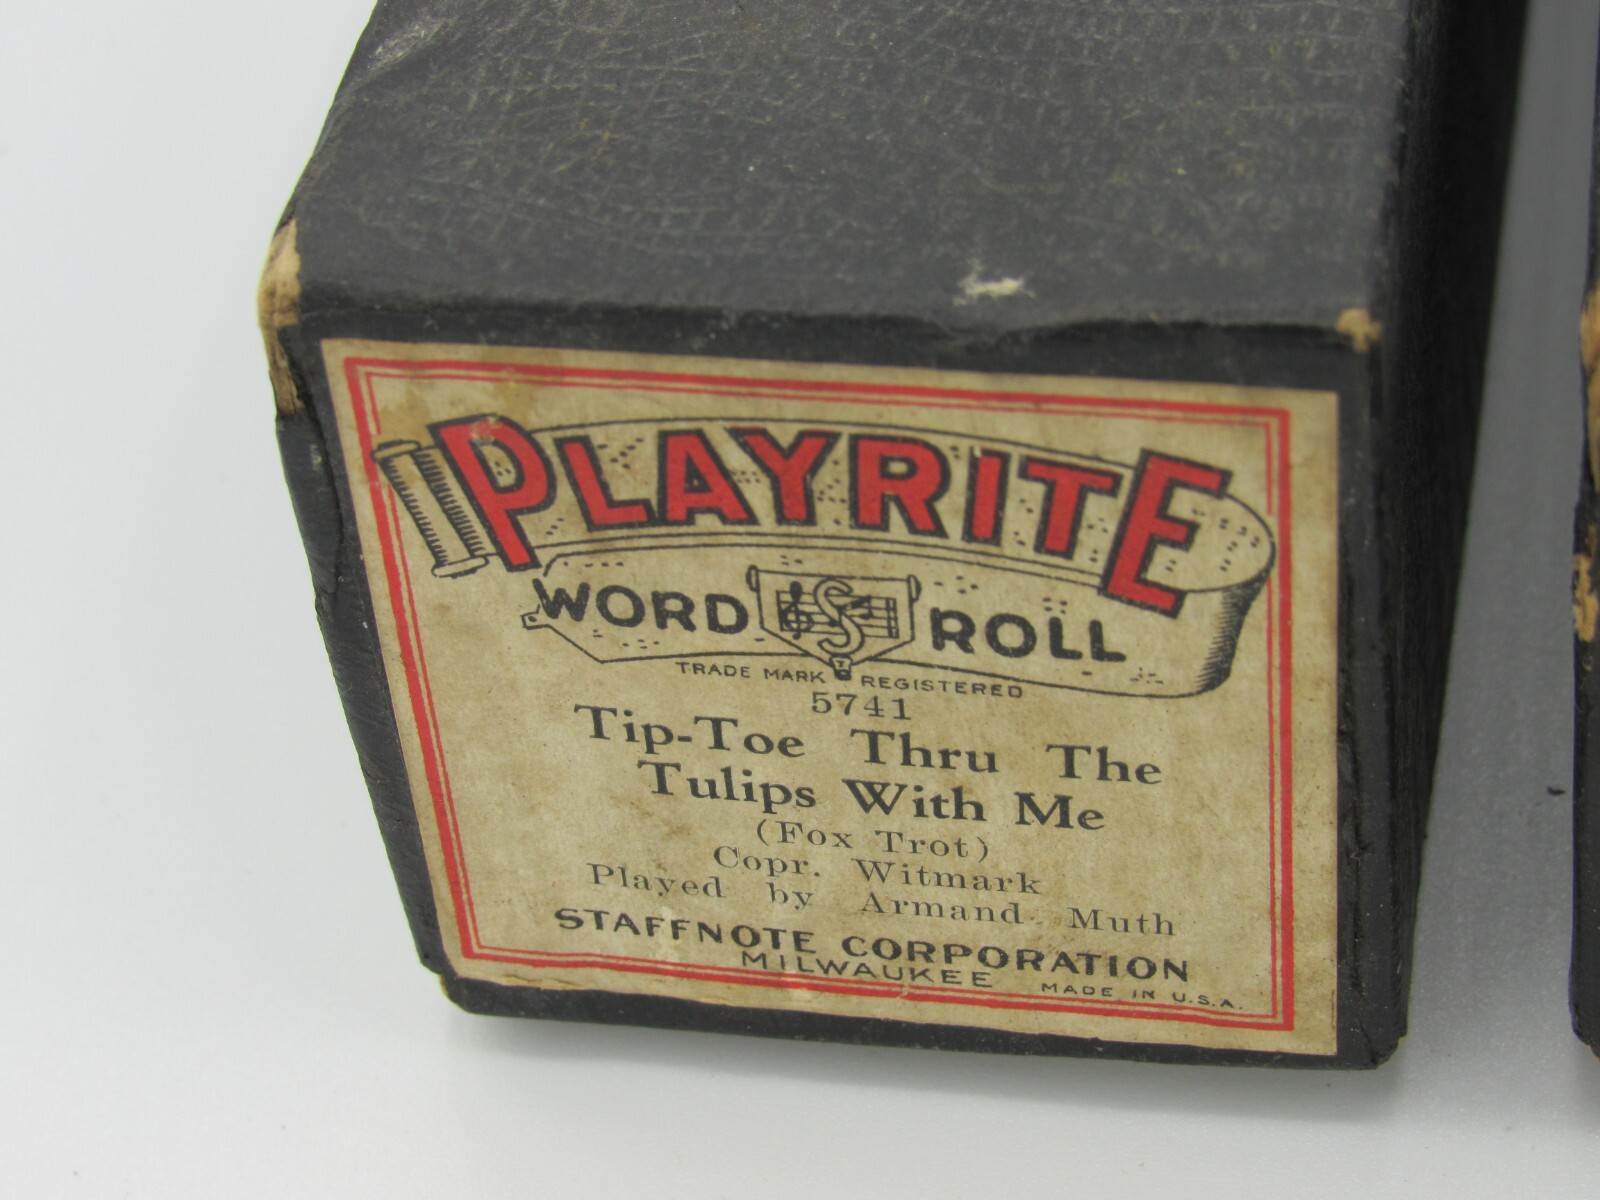 PLAYRITE
WORD S ROLL
TRADE MARK REGISTERED
5741
Tip-Toe Thru The
Tulips With Me
(Fox Trot)
Copr. Witmark
Played by Armand Muth
STAFFNOTE CORPORATION
MILWAUKEE MADE IN U.S.A.